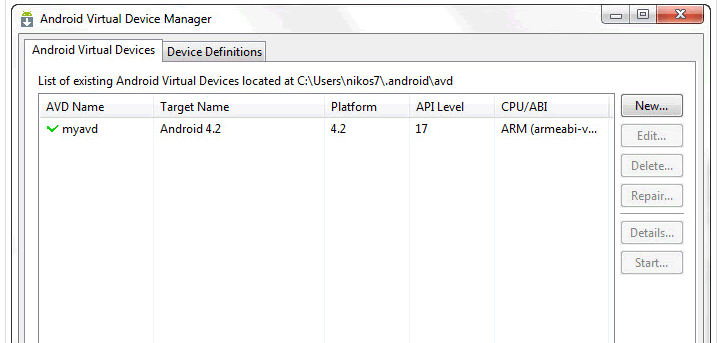 Android Virtual Device Manager
Android Virtual Devices Device Definitions
List of existing Android Virtual Devices located at C:\Users\nikos7\.android\avd
AVD Name Target Name Platform API Level CPU/ABI
myavd Android 4.2 4.2 17 ARM (armeabi-v...
New...
Edit...
Delete...
Repair...
Details...
Start...